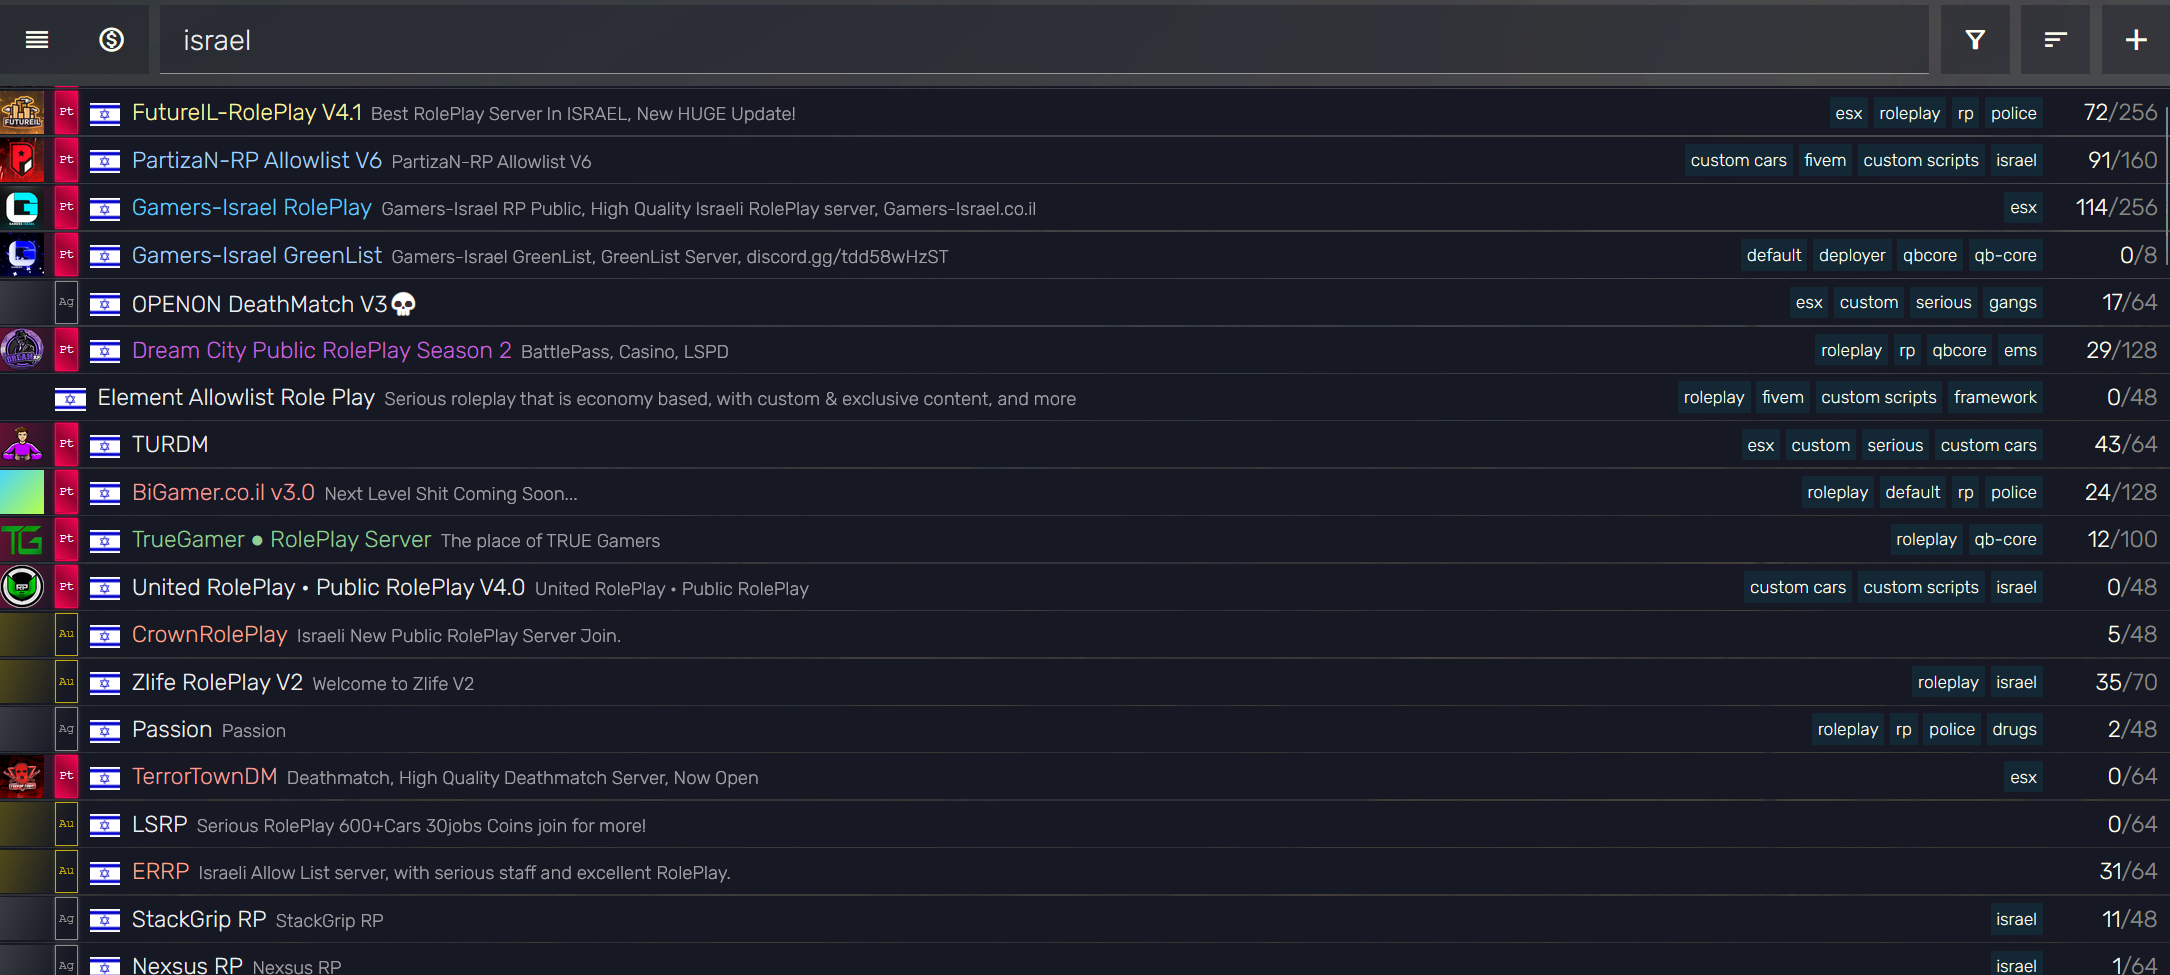 israel
FUTUREIL Pt FutureIL-RolePlay V4.1 Best RolePlay Server In ISRAEL, New HUGE Update! esx roleplay rp police 72/256
Pt PartizaN-RP Allowlist V6 PartizaN-RP Allowlist V6 custom cars fivem custom scripts israel 91/160
Pt Gamers-Israel RolePlay Gamers-Israel RP Public, High Quality Israeli RolePlay server, Gamers-Israel.co.il esx 114/256
Pt Gamers-Israel GreenList Gamers-Israel GreenList, GreenList Server, discord.gg/tdd58wHzST default deployer qbcore qb-core 0/8
Ag OPENON DeathMatch V3💀 esx custom serious gangs 17/64
Pt Dream City Public RolePlay Season 2 BattlePass, Casino, LSPD roleplay rp qbcore ems 29/128
Element Allowlist Role Play Serious roleplay that is economy based, with custom & exclusive content, and more roleplay fivem custom scripts framework 0/48
Pt TURDM esx custom serious custom cars 43/64
Pt BiGamer.co.il v3.0 Next Level Shit Coming Soon... roleplay default rp police 24/128
TG Pt TrueGamer ● RolePlay Server The place of TRUE Gamers roleplay qb-core 12/100
RP Pt United RolePlay • Public RolePlay V4.0 United RolePlay • Public RolePlay custom cars custom scripts israel 0/48
Au CrownRolePlay Israeli New Public RolePlay Server Join. 5/48
Au Zlife RolePlay V2 Welcome to Zlife V2 roleplay israel 35/70
Ag Passion Passion roleplay rp police drugs 2/48
Pt TerrorTownDM Deathmatch, High Quality Deathmatch Server, Now Open esx 0/64
Au LSRP Serious RolePlay 600+Cars 30jobs Coins join for more! 0/64
Au ERRP Israeli Allow List server, with serious staff and excellent RolePlay. 31/64
Ag StackGrip RP StackGrip RP israel 11/48
Ag Nexsus RP Nexsus RP israel 1/64